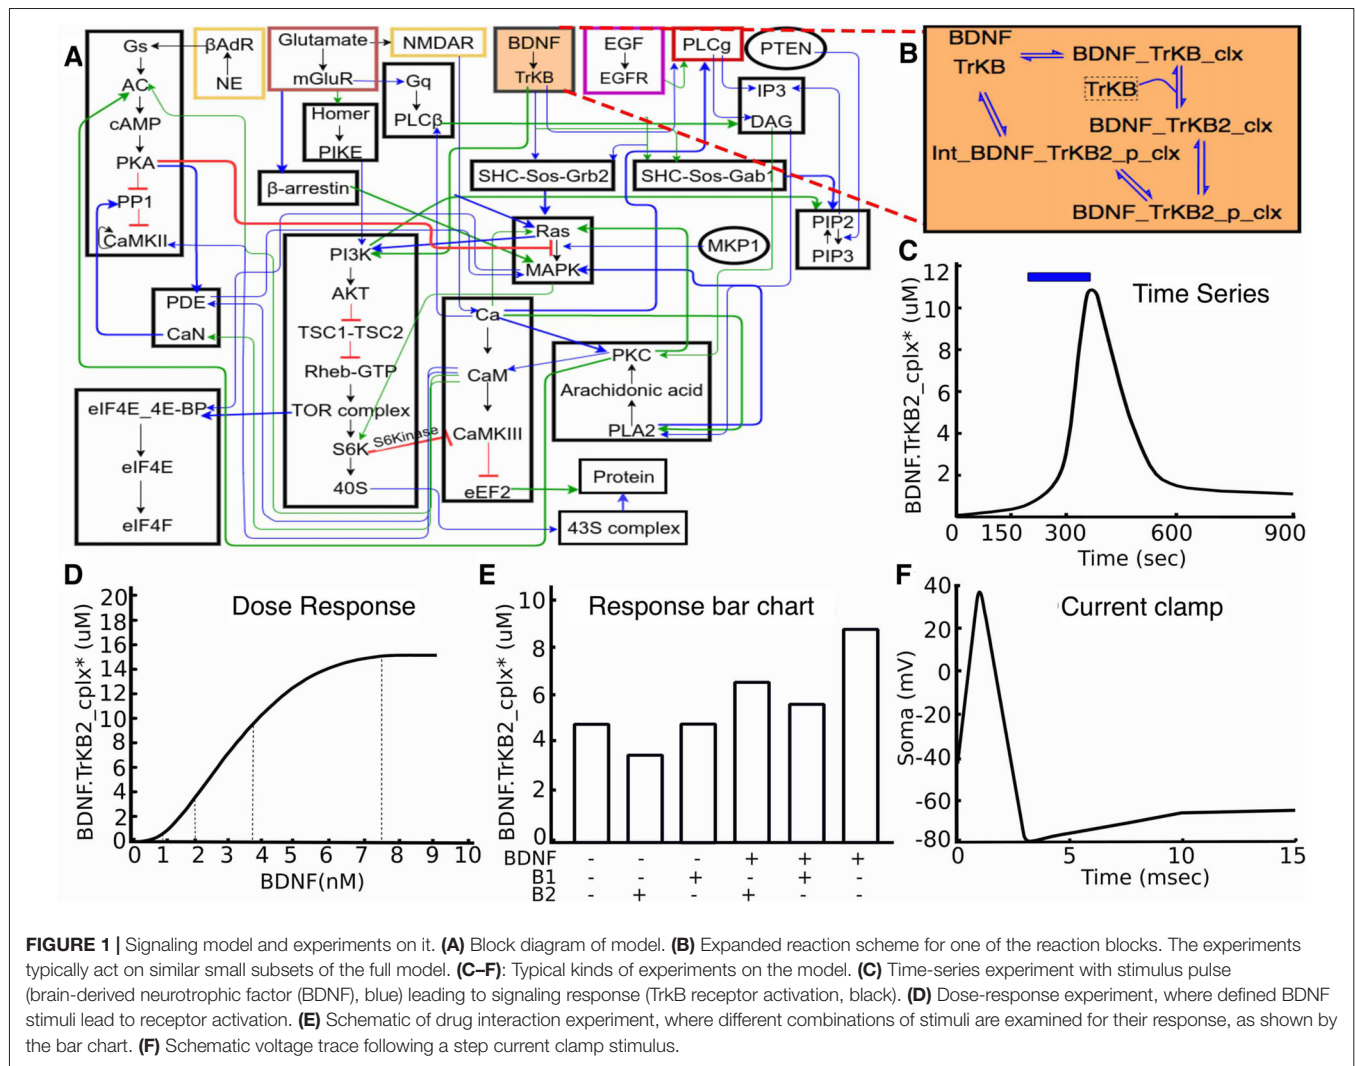 A
Gs
βAdR
AC
NE
cAMP
PKA
PP1
CaMKII
Glutamate
mGluR
NMDAR
Homer
PIKE
Gq
PLCβ
β-arrestin
BDNF
TrKB
EGF
EGFR
PLCg
PTEN
IP3
DAG
SHC-Sos-Grb2
SHC-Sos-Gab1
PIP2
PIP3
Ras
MAPK
MKP1
PDE
CaN
PI3K
AKT
TSC1-TSC2
Rheb-GTP
TOR complex
S6K
S6Kinase
40S
Ca
CaM
CaMKIII
eEF2
PKC
Arachidonic acid
PLA2
Protein
43S complex
eIF4E_4E-BP
eIF4E
eIF4F
B
BDNF
TrKB
BDNF_TrKB_clx
TrKB
BDNF_TrKB2_clx
Int_BDNF_TrKB2_p_clx
BDNF_TrKB2_p_clx
C
Time Series
BDNF.TrKB2_cplx* (uM)
12
10
8
6
4
2
0 150 300 600 900
Time (sec)
D
Dose Response
BDNF.TrKB2_cplx* (uM)
20
18
16
14
12
10
8
6
4
2
0
0 1 2 3 4 5 6 7 8 9 10
BDNF(nM)
E
Response bar chart
BDNF.TrKB2_cplx* (uM)
10
8
6
4
2
0
BDNF - - - + + +
B1 - - + - + -
B2 - + - + - -
F
Current clamp
Soma (mV)
40
20
0
-20
-40
-60
-80
0 5 10 15
Time (msec)
FIGURE 1 | Signaling model and experiments on it. (A) Block diagram of model. (B) Expanded reaction scheme for one of the reaction blocks. The experiments
typically act on similar small subsets of the full model. (C–F): Typical kinds of experiments on the model. (C) Time-series experiment with stimulus pulse
(brain-derived neurotrophic factor (BDNF), blue) leading to signaling response (TrkB receptor activation, black). (D) Dose-response experiment, where defined BDNF
stimuli lead to receptor activation. (E) Schematic of drug interaction experiment, where different combinations of stimuli are examined for their response, as shown by
the bar chart. (F) Schematic voltage trace following a step current clamp stimulus.